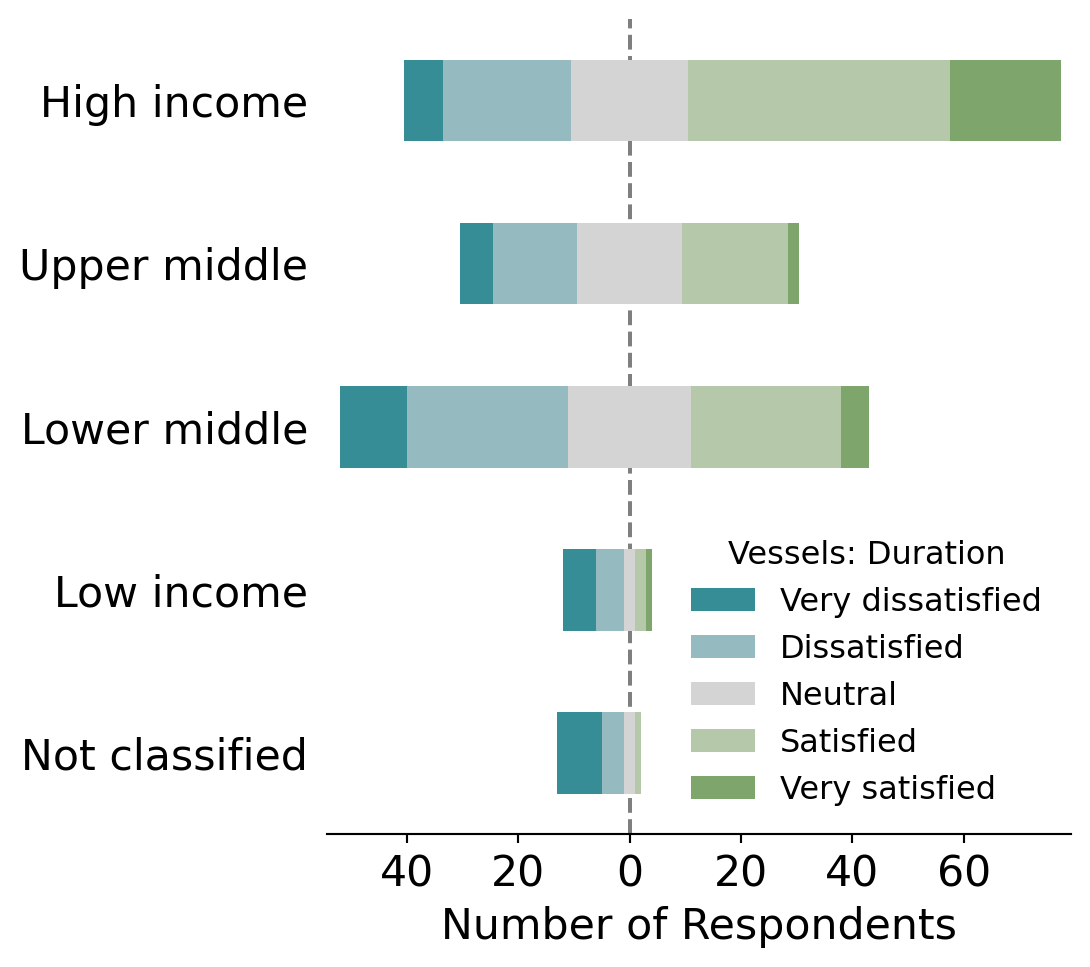 High income
Upper middle
Lower middle
Low income
Not classified
Vessels: Duration
Very dissatisfied
Dissatisfied
Neutral
Satisfied
Very satisfied
40 20 0 20 40 60
Number of Respondents